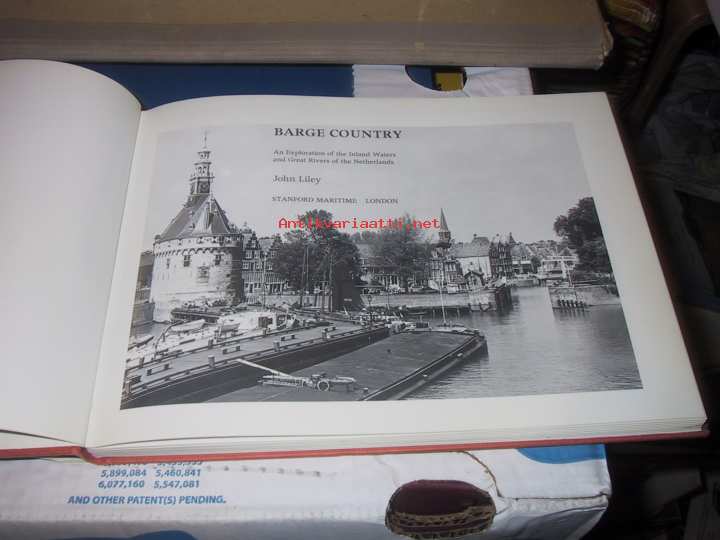 BARGE COUNTRY
An Exploration of the Inland Waters
and Great Rivers of the Netherlands
John Liley
STANFORD MARITIME LONDON
Antikvariaatti.net
5,899,084 5,460,841
6,077,160 5,547,081
AND OTHER PATENT(S) PENDING.